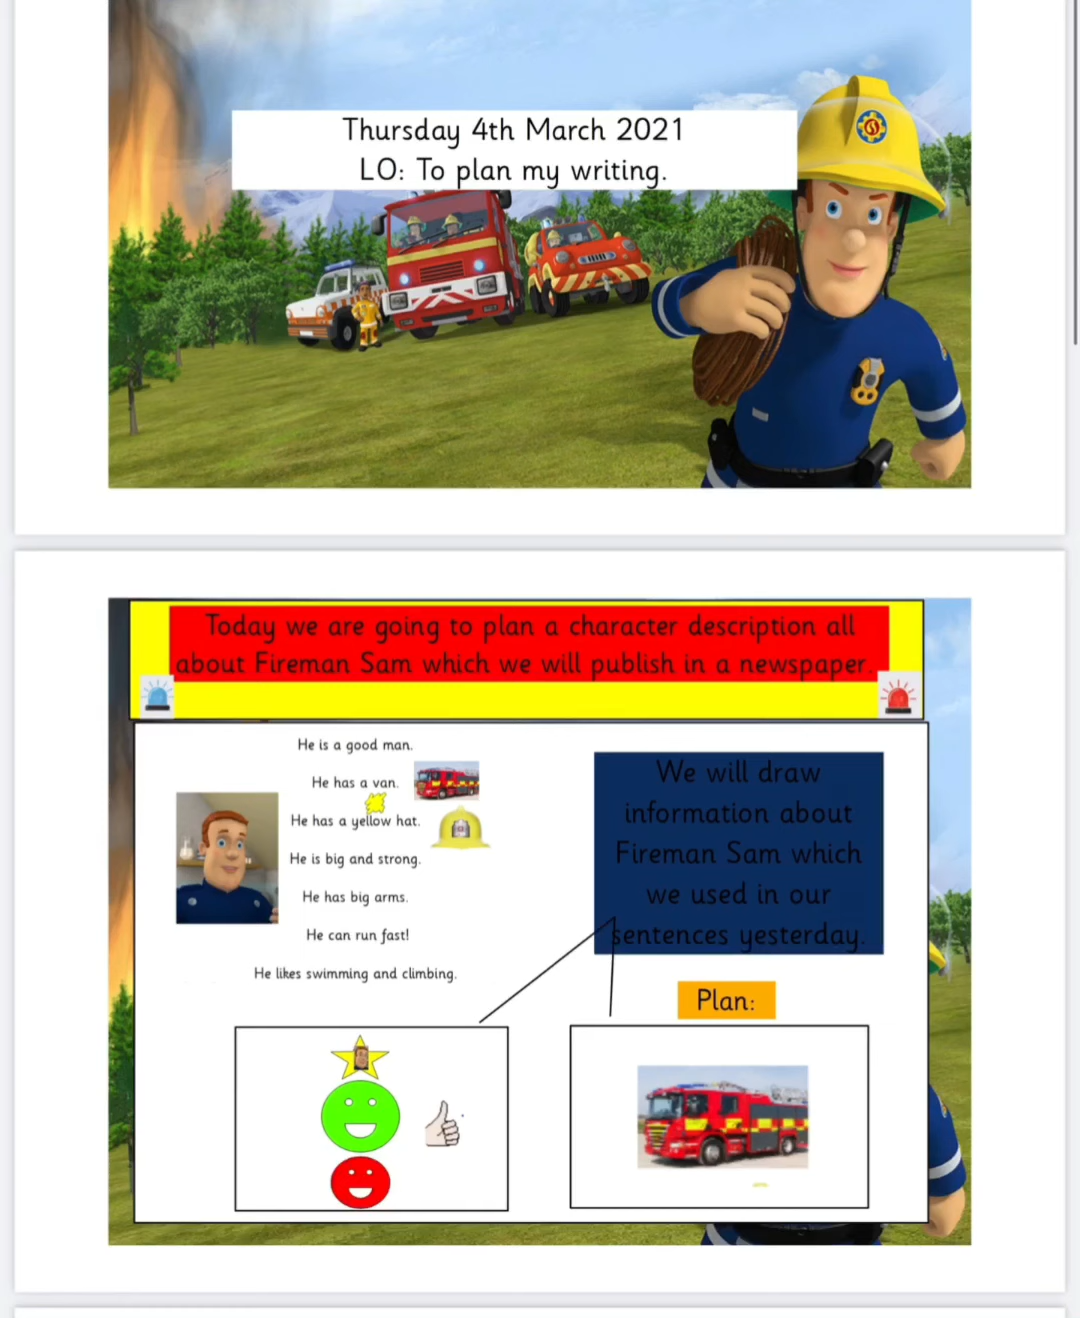 Thursday 4th March 2021
LO: To plan my writing.
Today we are going to plan a character description all
about Fireman Sam which we will publish in a newspaper.
He is a good man.
He has a van.
He has a yellow hat.
He is big and strong.
He has big arms.
He can run fast!
He likes swimming and climbing.
We will draw
information about
Fireman Sam which
we used in our
sentences yesterday.
Plan: